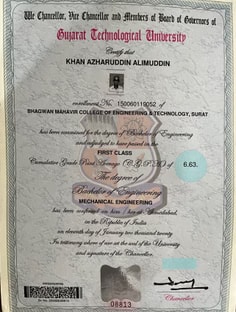 We Chancellor, Vice Chancellor and Members of Board of Governors of
Gujarat Technological University
Certify that
KHAN AZHARUDDIN ALIMUDDIN
enrollment No. 150060119052 of
BHAGWAN MAHAVIR COLLEGE OF ENGINEERING & TECHNOLOGY, SURAT
has been examined for the degree of Bachelor of Engineering
and adjudged to have passed in the
FIRST CLASS
Cumulative Grade Point Average (C.G.P.A.) of 6.63.
The degree of
Bachelor of Engineering
MECHANICAL ENGINEERING
has been conferred on him / her at Ahmedabad,
in the Republic of India
on eleventh day of January two thousand twenty
In testimony where of are set the seal of the University
and signature of the Chancellor.
08813
Chancellor